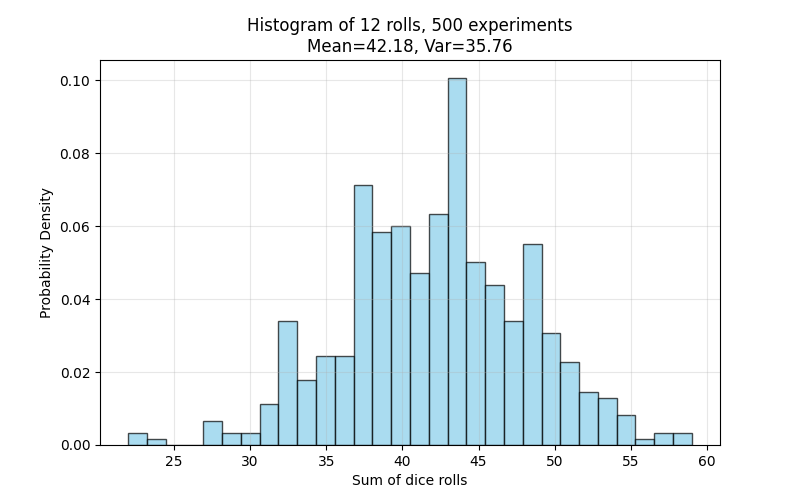 Histogram of 12 rolls, 500 experiments
Mean=42.18, Var=35.76
Probability Density
0.10
0.08
0.06
0.04
0.02
0.00
25 30 35 40 45 50 55 60
Sum of dice rolls